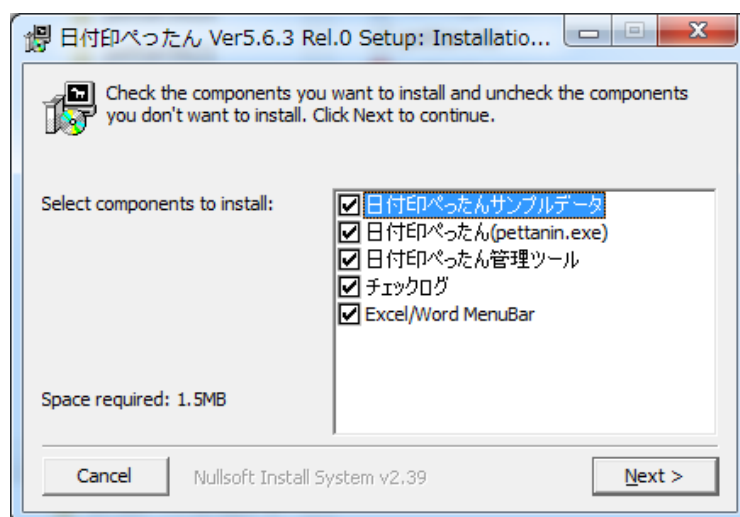 日付印ぺったん Ver5.6.3 Rel.0 Setup: Installatio...
Check the components you want to install and uncheck the components
you don't want to install. Click Next to continue.
Select components to install:
日付印ぺったんサンプルデータ
日付印ぺったん(pettanin.exe)
日付印ぺったん管理ツール
チェックログ
Excel/Word MenuBar
Space required: 1.5MB
Cancel
Nullsoft Install System v2.39
Next >